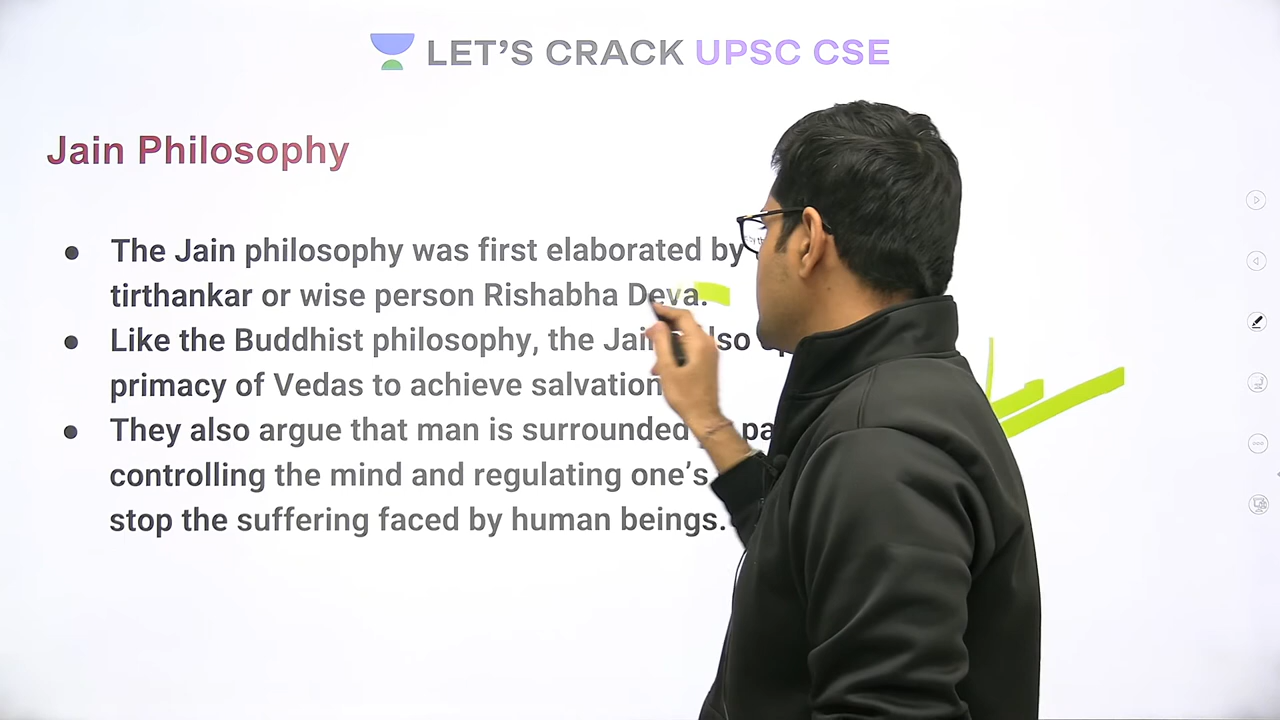 LET'S CRACK UPSC CSE
Jain Philosophy
The Jain philosophy was first elaborated by
tirthankar or wise person Rishabha Deva.
Like the Buddhist philosophy, the Jain also
primacy of Vedas to achieve salvation
They also argue that man is surrounded
controlling the mind and regulating one's
stop the suffering faced by human beings.